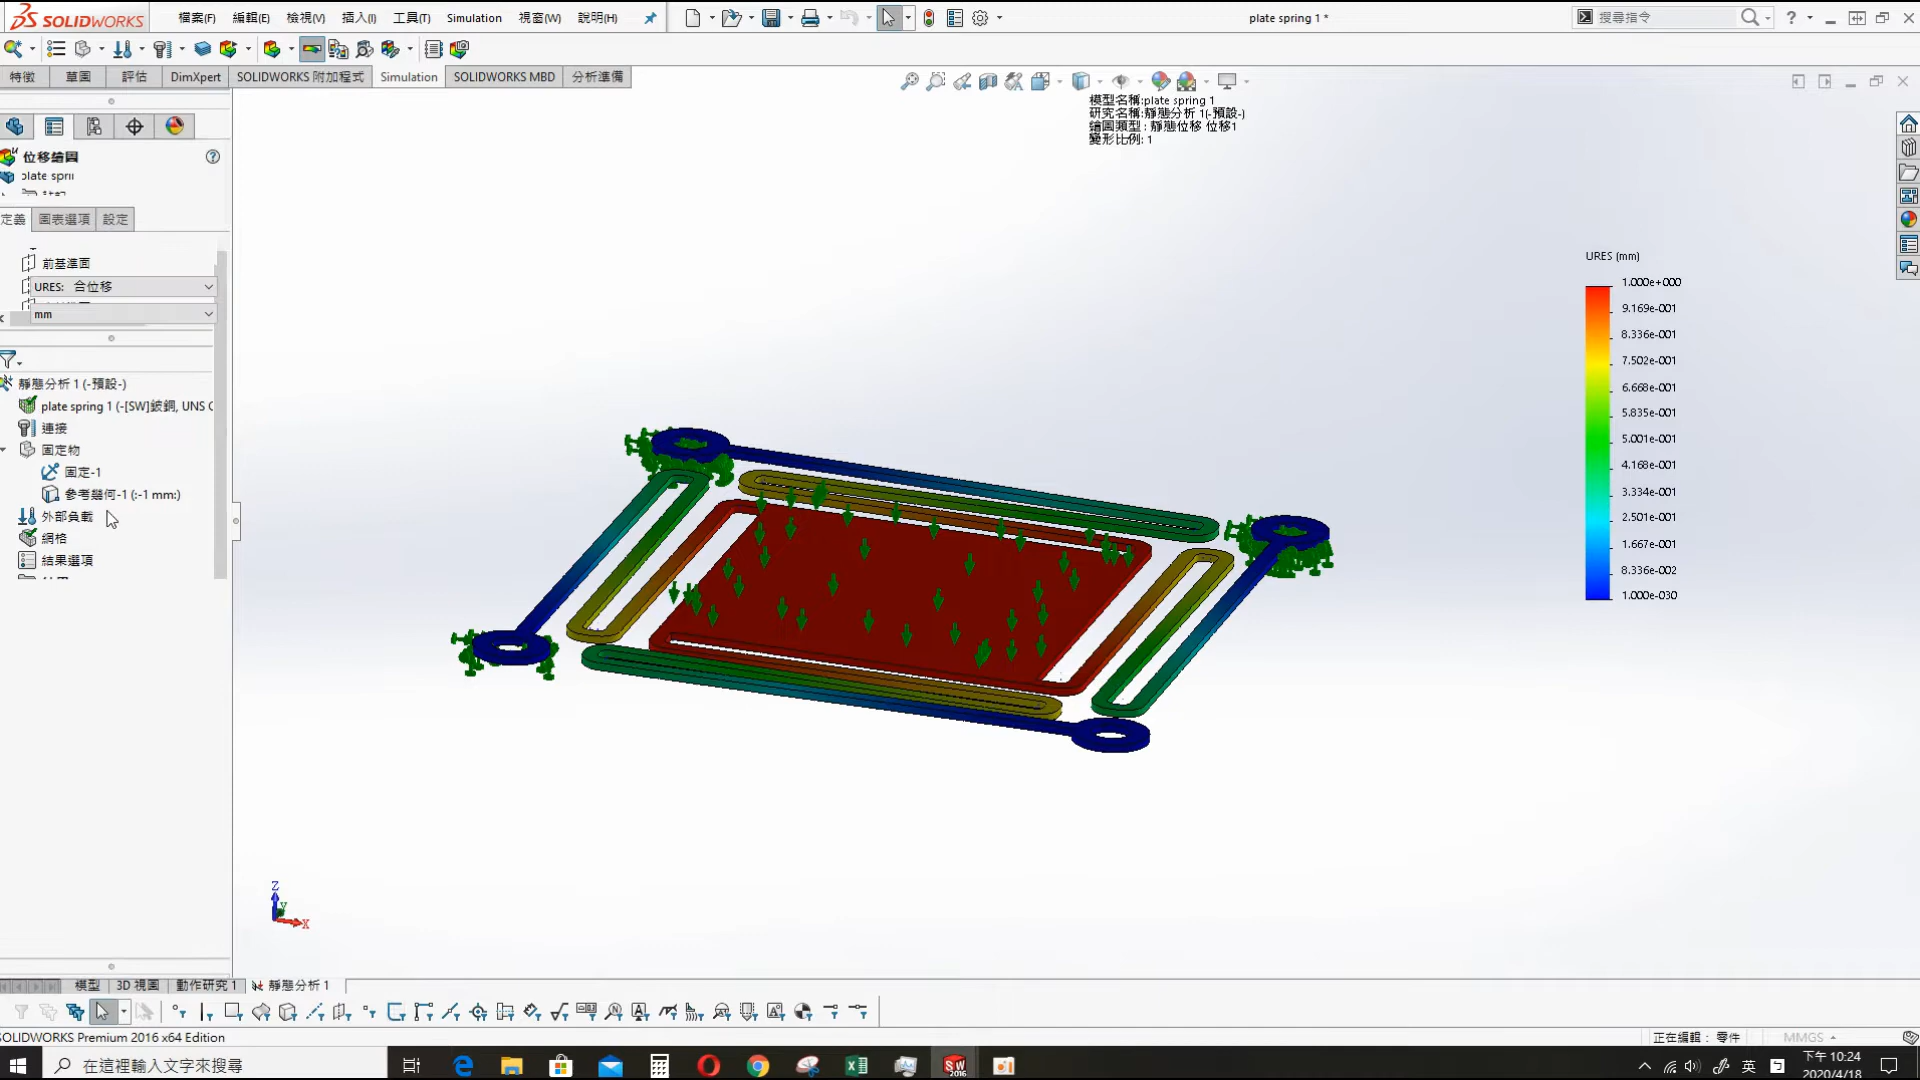 SOLIDWORKS
檔案(F) 編輯(E) 檢視(V) 插入(I) 工具(T) Simulation 視窗(W) 說明(H)
plate spring 1 *
搜尋指令
特徵 草圖 評估 DimXpert SOLIDWORKS 附加程式 Simulation SOLIDWORKS MBD 分析準備
模型名稱:plate spring 1
研究名稱:靜態分析 1(-預設-)
繪圖類型: 靜態位移 位移1
變形比例: 1
位移繪圖
plate sprin
定義 圖表選項 設定
前基準面
URES: 合位移
mm
靜態分析 1 (-預設-)
plate spring 1 (-[SW]鈹銅, UNS C
連接
固定物
固定-1
參考幾何-1 (:-1 mm:)
外部負載
網格
結果選項
URES (mm)
1.000e+000
9.169e-001
8.336e-001
7.502e-001
6.668e-001
5.835e-001
5.001e-001
4.168e-001
3.334e-001
2.501e-001
1.667e-001
8.336e-002
1.000e-030
Z
Y
X
模型 3D 視圖 動作研究 1 靜態分析 1
SOLIDWORKS Premium 2016 x64 Edition
正在編輯: 零件
MMGS
在這裡輸入文字來搜尋
SW
2016
英
下午 10:24
2020/4/18